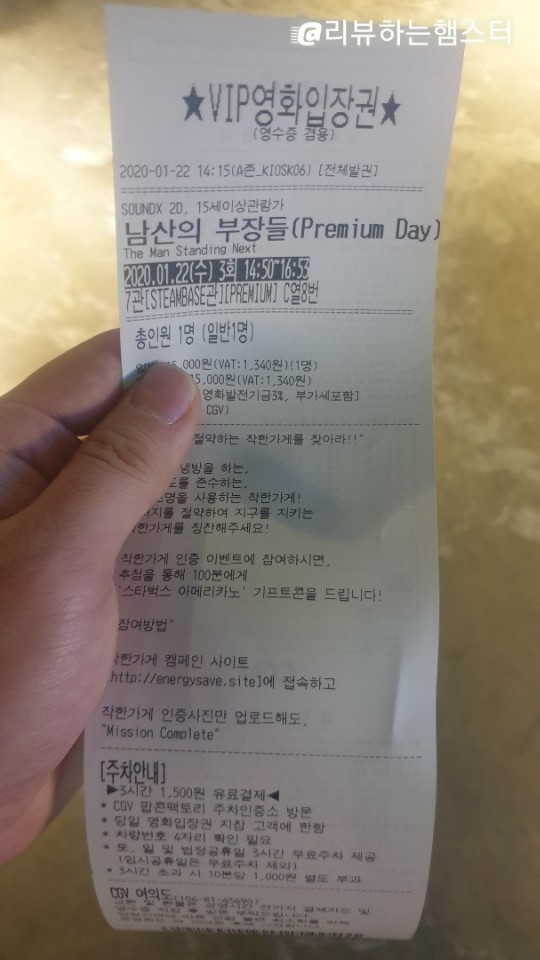 @리뷰하는햄스터
★VIP영화입장권★
(영수증 겸용)
2020-01-22 14:15(A존_KIOSK06) [전체발권]
SOUNDX 2D, 15세이상관람가
남산의 부장들(Premium Day)
The Man Standing Next
2020.01.22(수) 3회 14:50~16:53
7관[STEAMBASE관][PREMIUM] C열8번
총인원 1명 (일반1명)
15,000원(VAT:1,340원)(1명)
15,000원(VAT:1,340원)
영화발전기금3%, 부가세포함]
CGV)
절약하는 착한가게를 찾아라!!"
냉방을 하는,
준수하는,
사용하는 착한가게!
절약하여 지구를 지키는
착한가게를 칭찬해주세요!
착한가게 인증 이벤트에 참여하시면,
추첨을 통해 100분에게
'스타벅스 아메리카노' 기프트콘을 드립니다!
참여방법"
착한가게 캠페인 사이트
[http://energysave.site]에 접속하고
착한가게 인증사진만 업로드해도,
"Mission Complete"
[주차안내]
▶3시간 1,500원 유료결제◀
* CGV 팝콘팩토리 주차인증소 방문
* 당일 영화입장권 지참 고객에 한함
* 차량번호 4자리 확인 필요
* 토, 일 및 법정공휴일 3시간 무료주차 제공
(임시공휴일은 무료주차 제외)
* 3시간 초과 시 10분당 1,000원 별도 부과
CGV 여의도